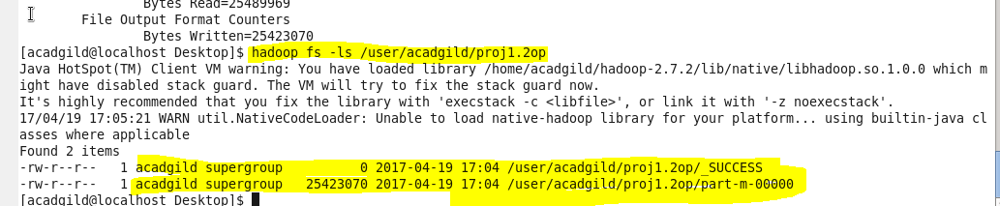 Bytes Read=25489969
File Output Format Counters
Bytes Written=25423070
[acadgild@localhost Desktop]$ hadoop fs -ls /user/acadgild/proj1.2op
Java HotSpot(TM) Client VM warning: You have loaded library /home/acadgild/hadoop-2.7.2/lib/native/libhadoop.so.1.0.0 which m
ight have disabled stack guard. The VM will try to fix the stack guard now.
It's highly recommended that you fix the library with 'execstack -c <libfile>', or link it with '-z noexecstack'.
17/04/19 17:05:21 WARN util.NativeCodeLoader: Unable to load native-hadoop library for your platform... using builtin-java cl
asses where applicable
Found 2 items
-rw-r--r--   1 acadgild supergroup          0 2017-04-19 17:04 /user/acadgild/proj1.2op/_SUCCESS
-rw-r--r--   1 acadgild supergroup   25423070 2017-04-19 17:04 /user/acadgild/proj1.2op/part-m-00000
[acadgild@localhost Desktop]$